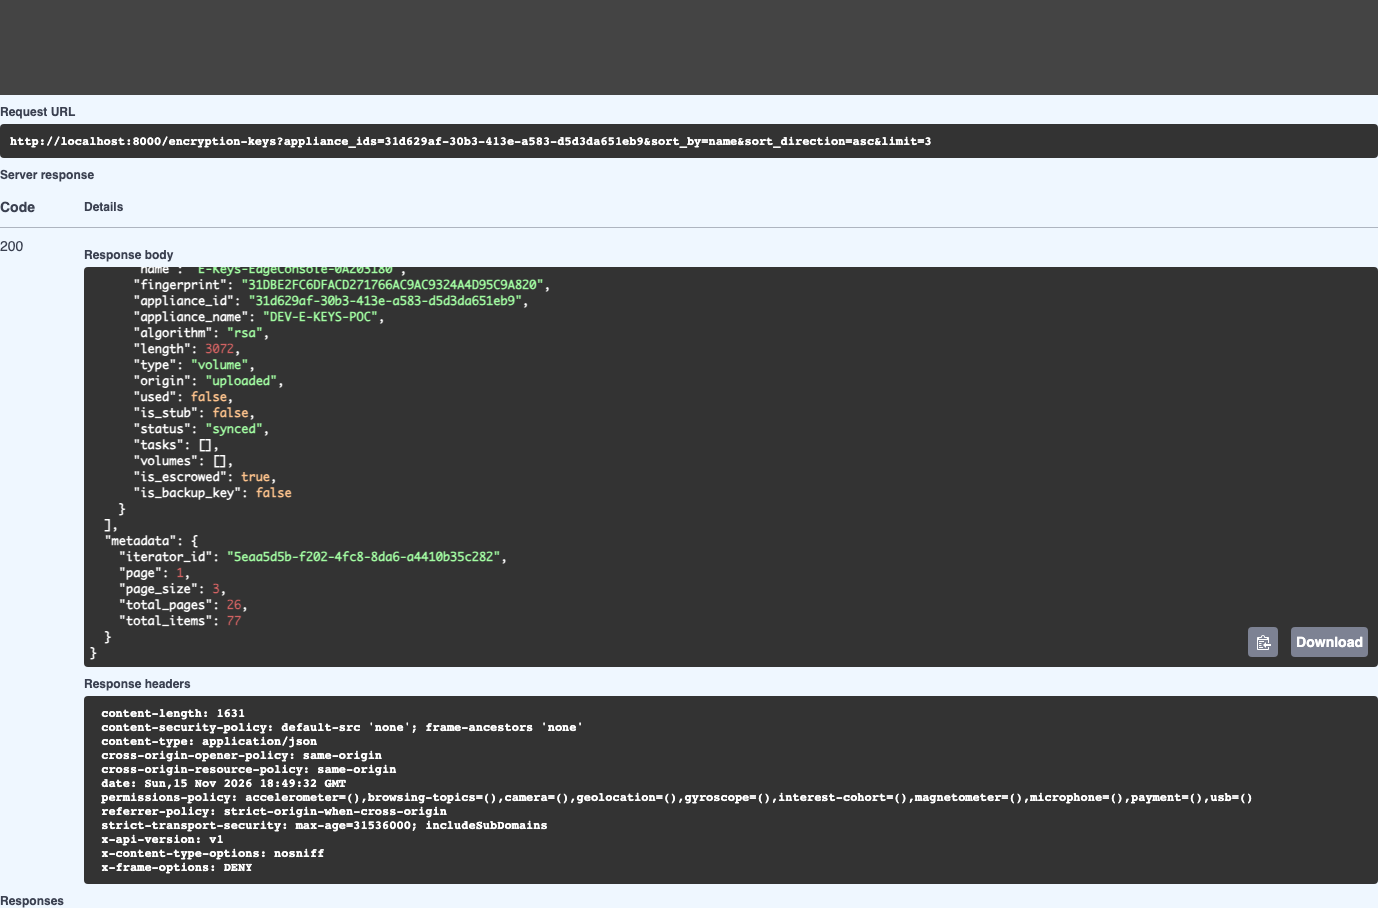 Request URL
http://localhost:8000/encryption-keys?appliance_ids=31d629af-30b3-413e-a583-d5d3da651eb9&sort_by=name&sort_direction=asc&limit=3
Server response
Code Details
200
Response body
"name": "E-Keys-EdgeConsole-0A203180",
"fingerprint": "31DBE2FC6DFACD271766AC9AC9324A4D95C9A820",
"appliance_id": "31d629af-30b3-413e-a583-d5d3da651eb9",
"appliance_name": "DEV-E-KEYS-POC",
"algorithm": "rsa",
"length": 3072,
"type": "volume",
"origin": "uploaded",
"used": false,
"is_stub": false,
"status": "synced",
"tasks": [],
"volumes": [],
"is_escrowed": true,
"is_backup_key": false
}
],
"metadata": {
"iterator_id": "5eaa5d5b-f202-4fc8-8da6-a4410b35c282",
"page": 1,
"page_size": 3,
"total_pages": 26,
"total_items": 77
}
}
Download
Response headers
content-length: 1631
content-security-policy: default-src 'none'; frame-ancestors 'none'
content-type: application/json
cross-origin-opener-policy: same-origin
cross-origin-resource-policy: same-origin
date: Sun,15 Nov 2026 18:49:32 GMT
permissions-policy: accelerometer=(),browsing-topics=(),camera=(),geolocation=(),gyroscope=(),interest-cohort=(),magnetometer=(),microphone=(),payment=(),usb=()
referrer-policy: strict-origin-when-cross-origin
strict-transport-security: max-age=31536000; includeSubDomains
x-api-version: v1
x-content-type-options: nosniff
x-frame-options: DENY
Responses